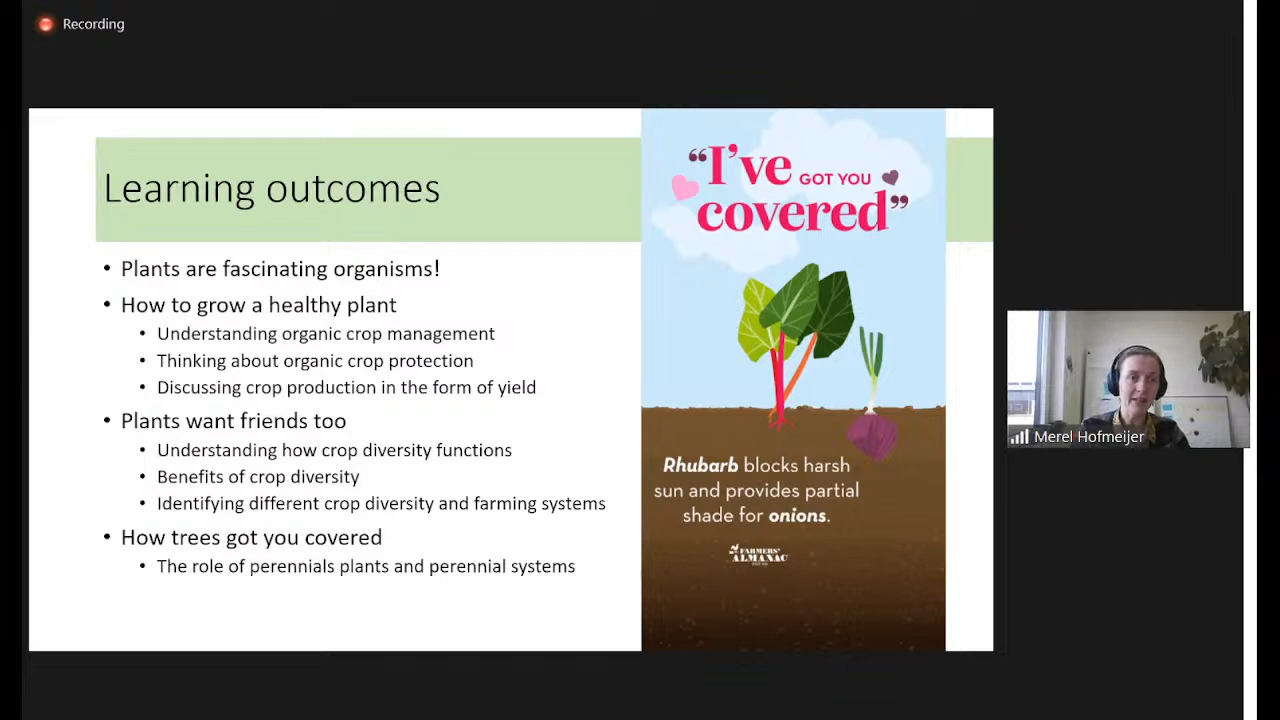 Recording
Learning outcomes
• Plants are fascinating organisms!
• How to grow a healthy plant
• Understanding organic crop management
• Thinking about organic crop protection
• Discussing crop production in the form of yield
• Plants want friends too
• Understanding how crop diversity functions
• Benefits of crop diversity
• Identifying different crop diversity and farming systems
• How trees got you covered
• The role of perennials plants and perennial systems
“I’ve GOT YOU
covered”
Rhubarb blocks harsh
sun and provides partial
shade for onions.
FARMERS'
ALMANAC
Merel Hofmeijer